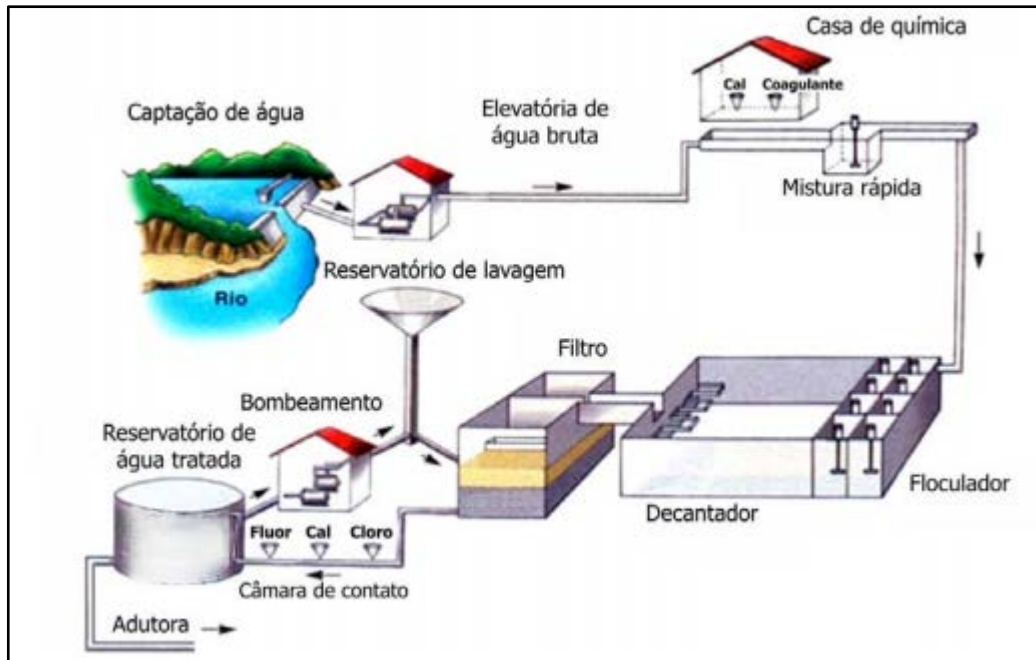 Casa de química
Cal Coagulante
Captação de água
Elevatória de
água bruta
Mistura rápida
Rio
Reservatório de lavagem
Filtro
Bombeamento
Reservatório de
água tratada
Floculador
Decantador
Fluor Cal Cloro
Câmara de contato
Adutora